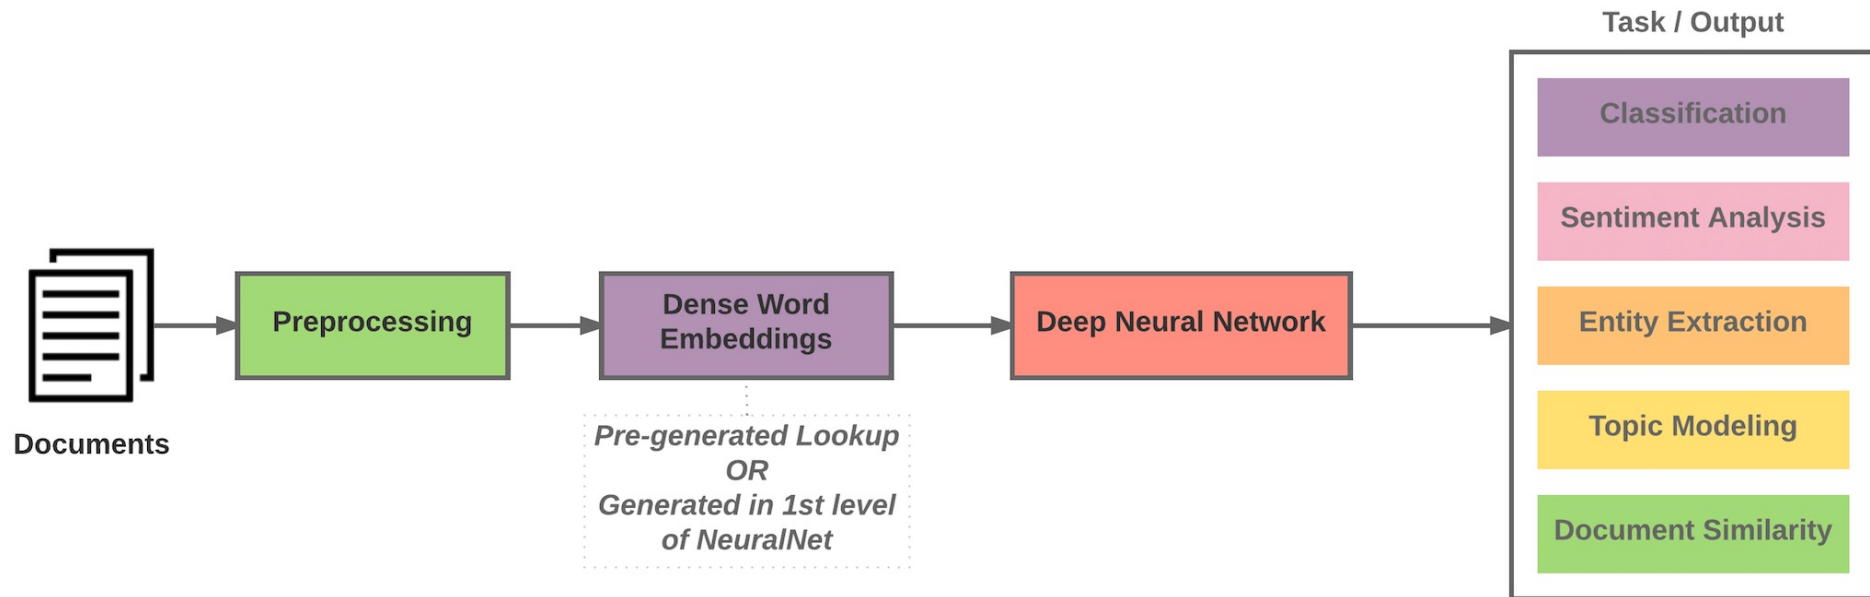 Task / Output
Classification
Sentiment Analysis
Entity Extraction
Topic Modeling
Document Similarity
Documents
Preprocessing
Dense Word
Embeddings
Pre-generated Lookup
OR
Generated in 1st level
of NeuralNet
Deep Neural Network